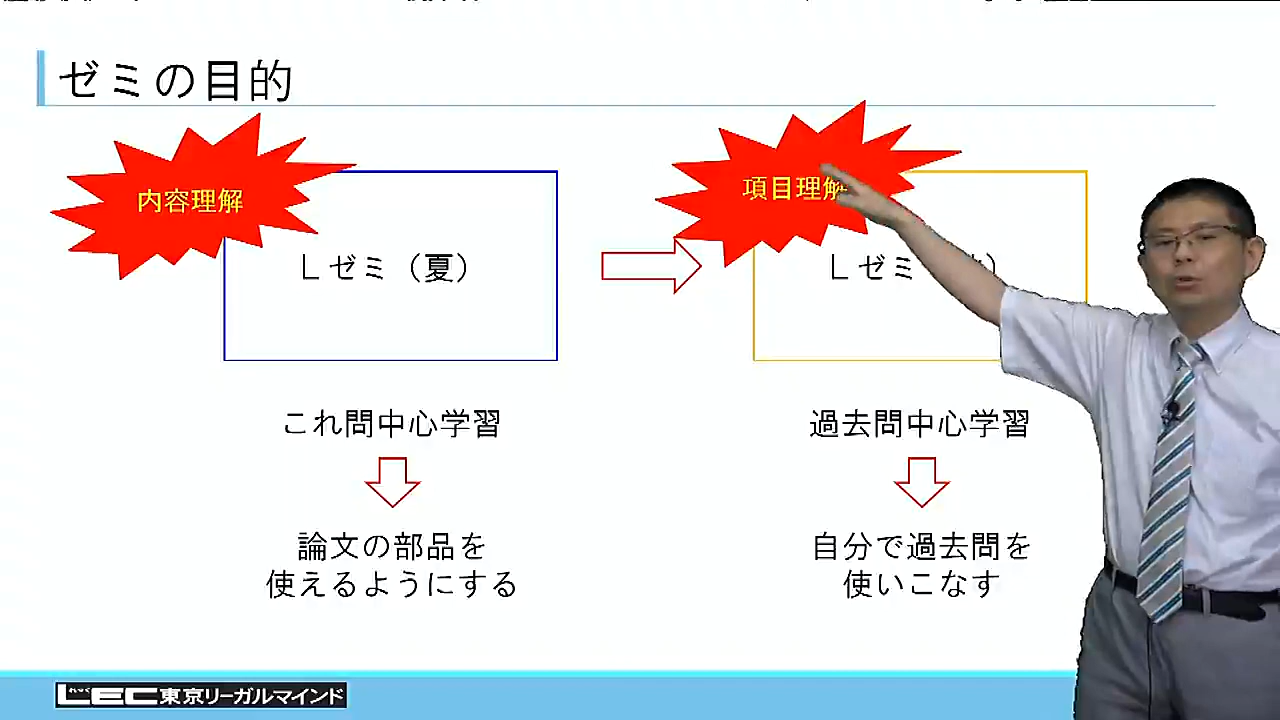 ゼミの目的
内容理解
Lゼミ（夏）
項目理解
Lゼミ
これ問中心学習
過去問中心学習
論文の部品を
使えるようにする
自分で過去問を
使いこなす
LEC東京リーガルマインド